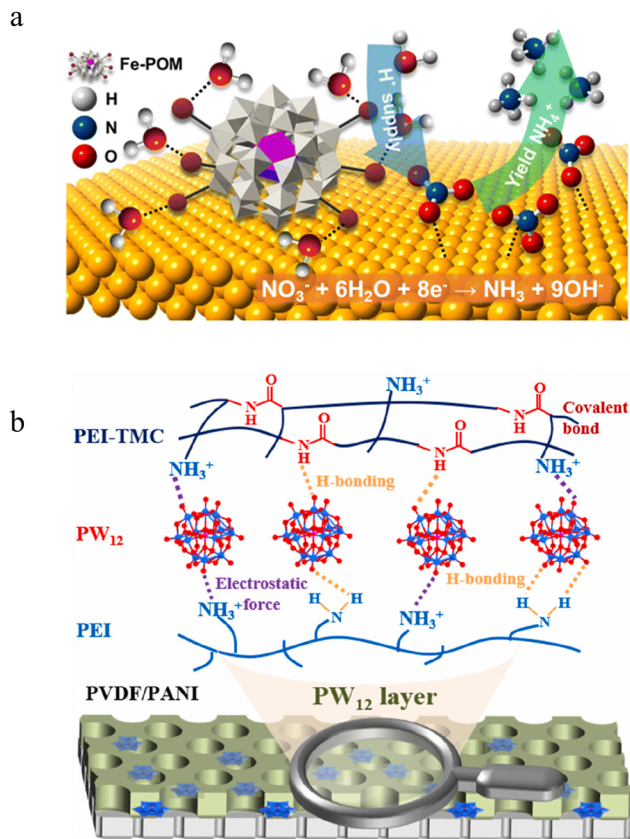 a
Fe-POM
H
N
O
H⁺ supply
Yield NH₄⁺
NO₃⁻ + 6H₂O + 8e⁻ → NH₃ + 9OH⁻
b
NH₃⁺
O
O
N
H
Covalent
bond
PEI-TMC
O
O
N
H
N
H
N
H
NH₃⁺
NH₃⁺
H-bonding
PW₁₂
Electrostatic
force
H-bonding
NH₃⁺
H
H
N
NH₃⁺
H
H
N
PEI
PVDF/PANI
PW₁₂ layer